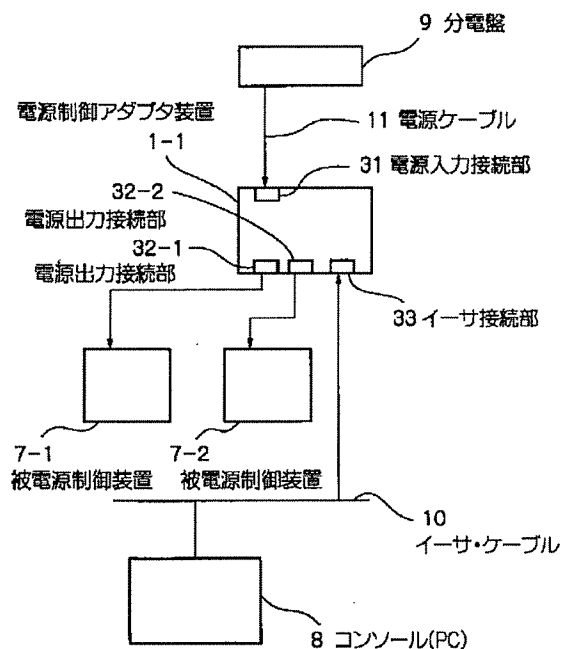 9 分電盤
電源制御アダプタ装置
1-1
11 電源ケーブル
31 電源入力接続部
32-2
電源出力接続部
32-1
電源出力接続部
33 イーサ接続部
7-1
被電源制御装置
7-2
被電源制御装置
10
イーサ・ケーブル
8 コンソール(PC)